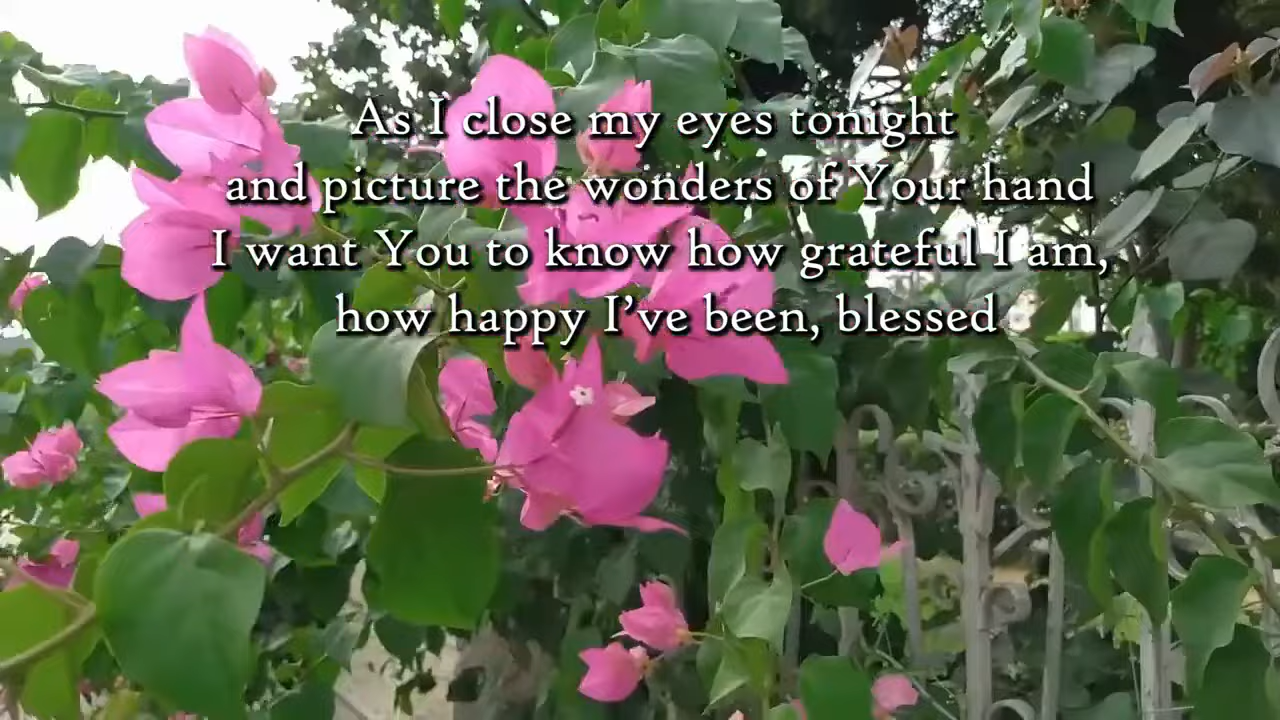 As I close my eyes tonight
and picture the wonders of Your hand
I want You to know how grateful I am,
how happy I've been, blessed